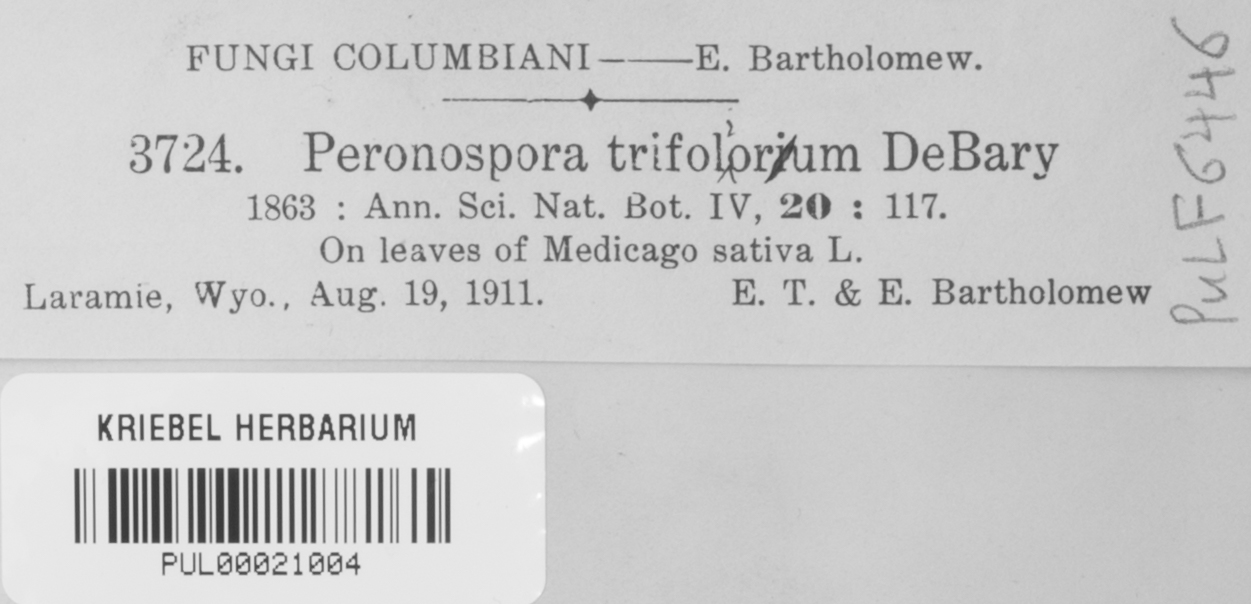 FUNGI COLUMBIANI——E. Bartholomew.
3724. Peronospora trifoliorum DeBary
1863 : Ann. Sci. Nat. Bot. IV, 20 : 117.
On leaves of Medicago sativa L.
Laramie, Wyo., Aug. 19, 1911. E. T. & E. Bartholomew
PULF6446
KRIEBEL HERBARIUM
PUL00021004